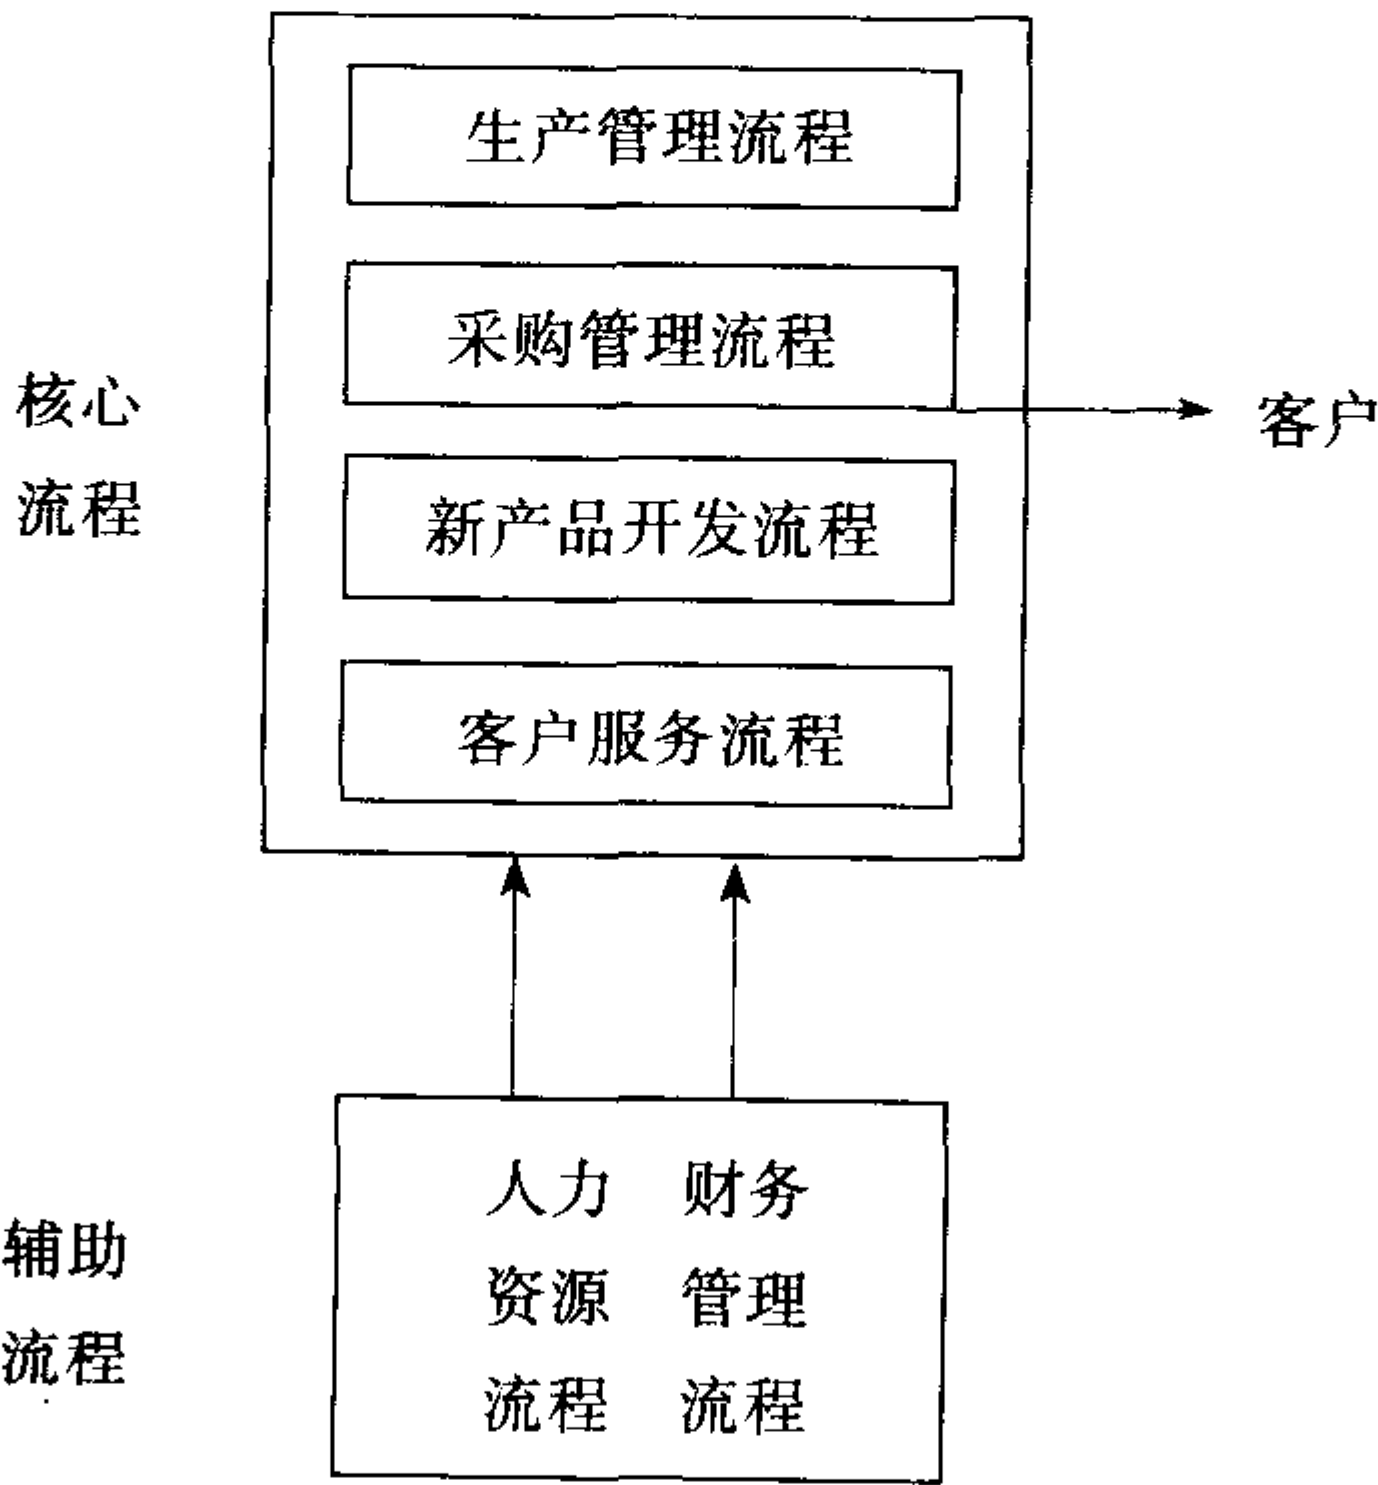 生产管理流程
采购管理流程
核心
流程
客户
新产品开发流程
客户服务流程
辅助
流程
人力 财务
资源 管理
流程 流程